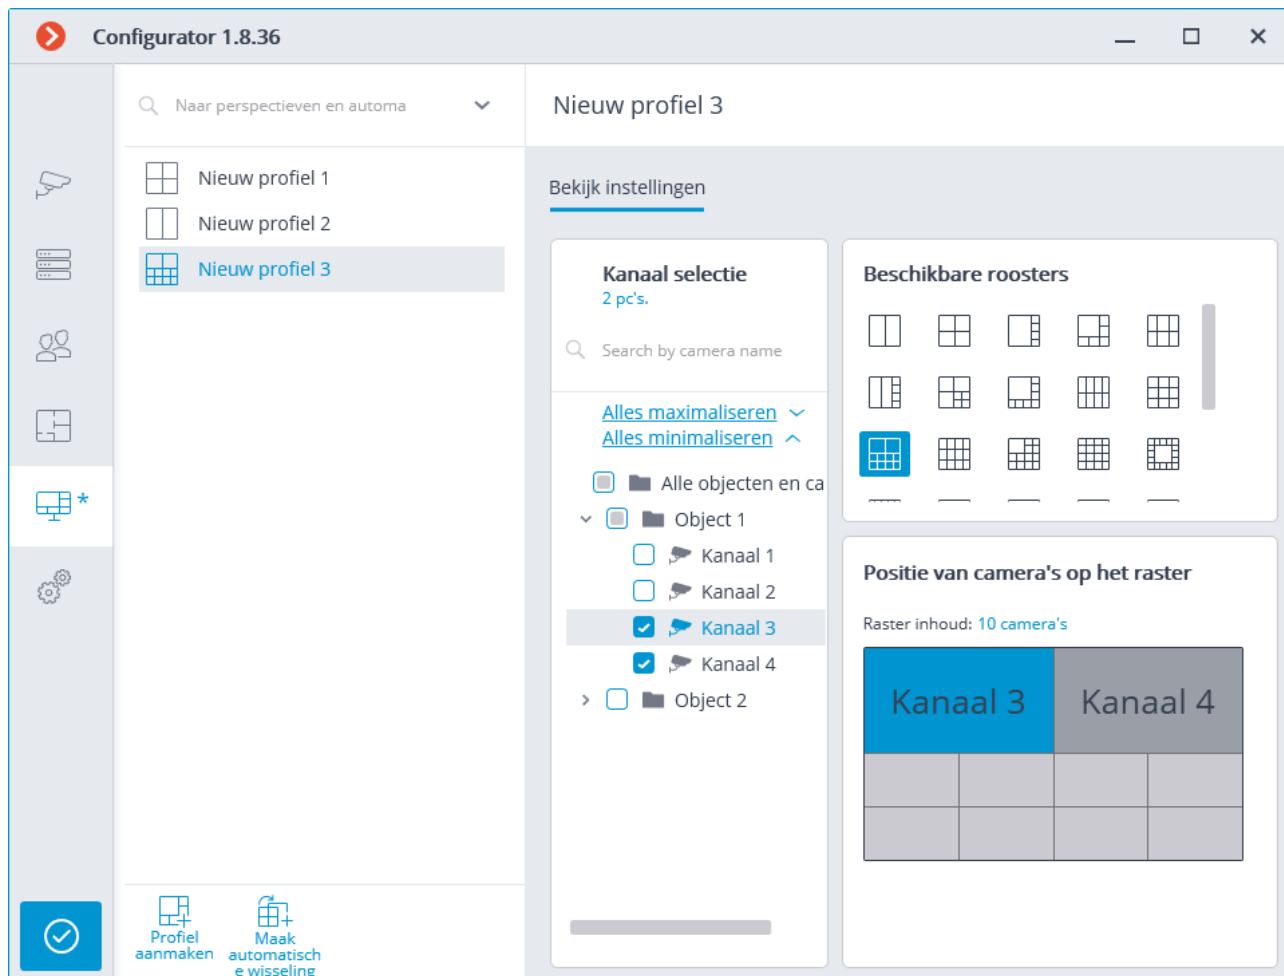 Configurator 1.8.36
Naar perspectieven en automa
Nieuw profiel 1
Nieuw profiel 2
Nieuw profiel 3
Profiel
aanmaken
Maak
automatisch
e wisseling
Nieuw profiel 3
Bekijk instellingen
Kanaal selectie
2 pc's.
Search by camera name
Alles maximaliseren
Alles minimaliseren
Alle objecten en ca
Object 1
Kanaal 1
Kanaal 2
Kanaal 3
Kanaal 4
Object 2
Beschikbare roosters
Positie van camera's op het raster
Raster inhoud: 10 camera's
Kanaal 3
Kanaal 4